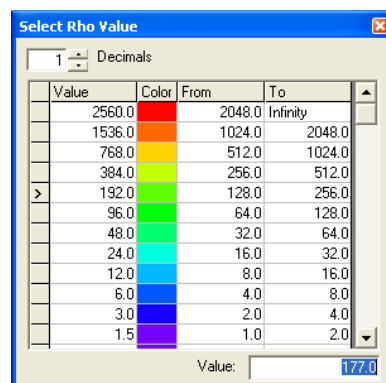 Select Rho Value
1 Decimals
Value Color From To
2560.0 2048.0 Infinity
1536.0 1024.0 2048.0
768.0 512.0 1024.0
384.0 256.0 512.0
> 192.0 128.0 256.0
96.0 64.0 128.0
48.0 32.0 64.0
24.0 16.0 32.0
12.0 8.0 16.0
6.0 4.0 8.0
3.0 2.0 4.0
1.5 1.0 2.0
Value: 177.0